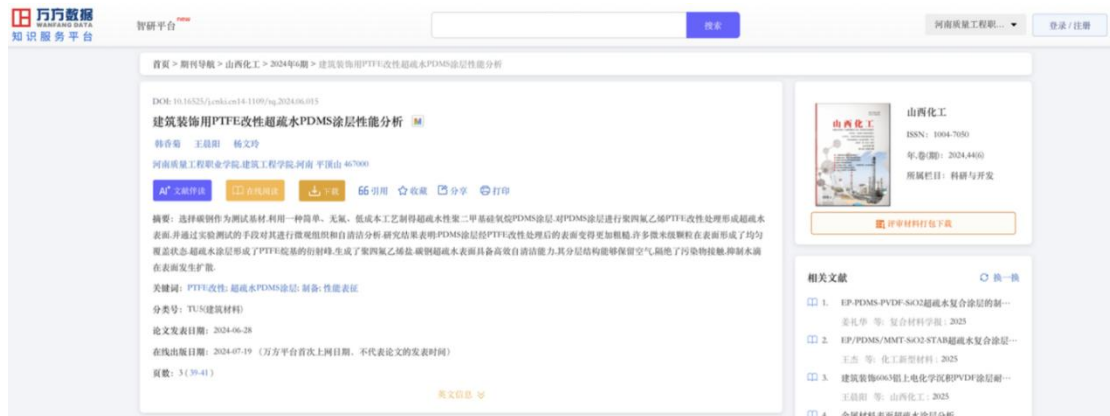 万方数据
WANFANG DATA
知识服务平台
智研平台 new
搜索
河南质量工程职...
登录 / 注册
首页 > 期刊导航 > 山西化工 > 2024年6期 > 建筑装饰用PTFE改性超疏水PDMS涂层性能分析
DOI: 10.16525/j.cnki.cn14-1109/tq.2024.06.015
建筑装饰用PTFE改性超疏水PDMS涂层性能分析 M
韩香菊 王晨阳 杨文玲
河南质量工程职业学院,建筑工程学院,河南 平顶山 467000
AI+ 文献伴读
在线阅读
下载
66 引用
收藏
分享
打印
摘要: 选择碳钢作为测试基材,利用一种简单、无氟、低成本工艺制得超疏水性聚二甲基硅氧烷PDMS涂层.对PDMS涂层进行聚四氟乙烯PTFE改性处理形成超疏水
表面,并通过实验测试的手段对其进行微观组织和自清洁分析.研究结果表明:PDMS涂层经PTFE改性处理后的表面变得更加粗糙,许多微米级颗粒在表面形成了均匀
覆盖状态.超疏水涂层形成了PTFE烷基的衍射峰,生成了聚四氟乙烯盐.碳钢超疏水表面具备高效自清洁能力,其分层结构能够保留空气,隔绝了污染物接触,抑制水滴
在表面发生扩散.
关键词: PTFE改性; 超疏水PDMS涂层; 制备; 性能表征
分类号: TU5(建筑材料)
论文发表日期: 2024-06-28
在线出版日期: 2024-07-19 (万方平台首次上网日期，不代表论文的发表时间)
页数: 3 ( 39-41 )
英文信息
山西化工
山西化工
ISSN: 1004-7050
年,卷(期): 2024,44(6)
所属栏目: 科研与开发
评审材料打包下载
相关文献
换一换
1. EP-PDMS-PVDF-SiO2超疏水复合涂层的制···
姜礼华 等; 复合材料学报; 2025
2. EP/PDMS/MMT-SiO2-STAB超疏水复合涂层···
王杰 等; 化工新型材料; 2025
3. 建筑装饰6063铝上电化学沉积PVDF涂层耐···
王晨阳 等; 山西化工; 2025
4. 金属材料表面超疏水涂层分析